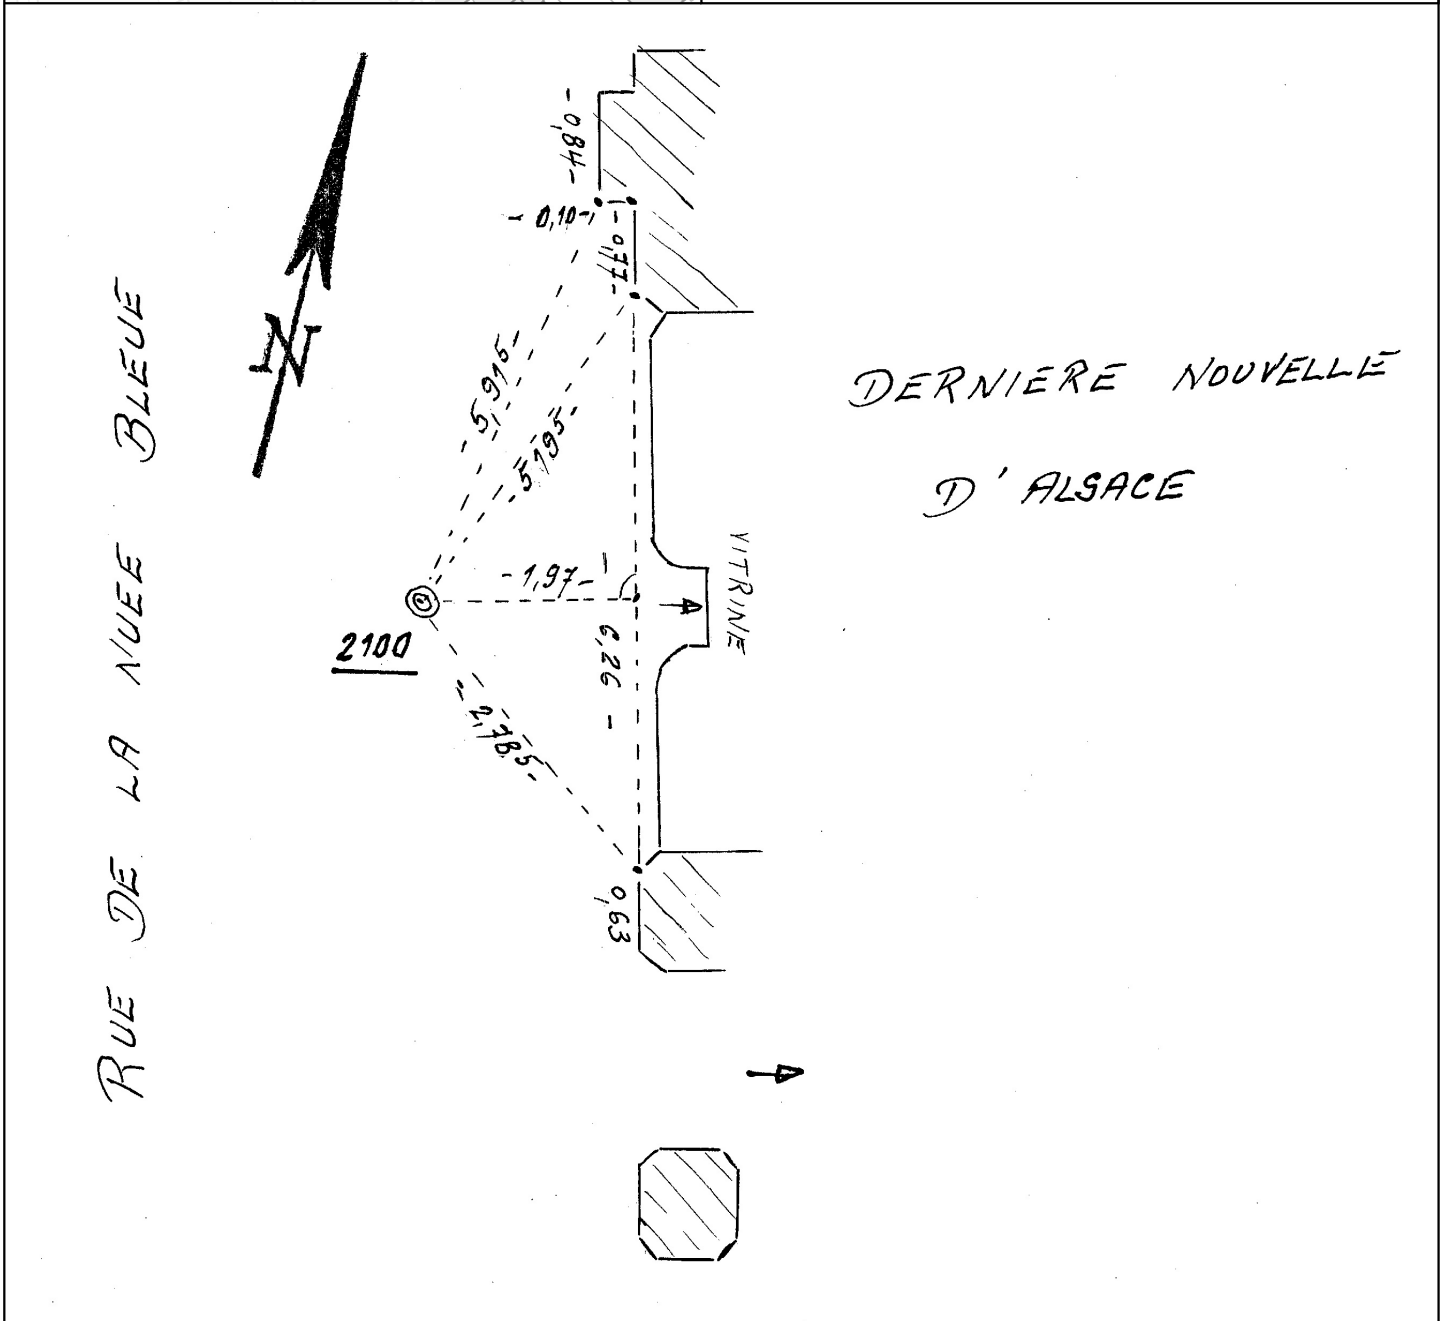 - 0,84 -
- 0,10 -
- 0,77 -
- 5,915 -
- 5,195 -
N
RUE DE LA NUEE BLEUE
DERNIERE NOUVELLE
D'ALSACE
VITRINE
- 1,97 -
2100
- 6,26 -
- 2,785 -
0,63